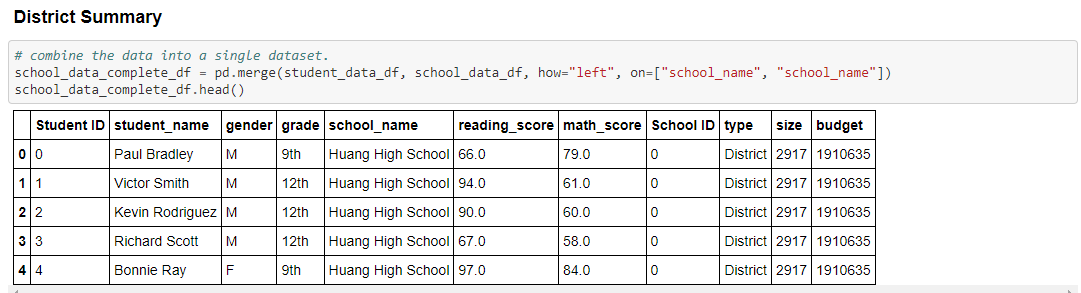 District Summary
# combine the data into a single dataset.
school_data_complete_df = pd.merge(student_data_df, school_data_df, how="left", on=["school_name", "school_name"])
school_data_complete_df.head()
Student ID student_name gender grade school_name reading_score math_score School ID type size budget
0 0 Paul Bradley M 9th Huang High School 66.0 79.0 0 District 2917 1910635
1 1 Victor Smith M 12th Huang High School 94.0 61.0 0 District 2917 1910635
2 2 Kevin Rodriguez M 12th Huang High School 90.0 60.0 0 District 2917 1910635
3 3 Richard Scott M 12th Huang High School 67.0 58.0 0 District 2917 1910635
4 4 Bonnie Ray F 9th Huang High School 97.0 84.0 0 District 2917 1910635